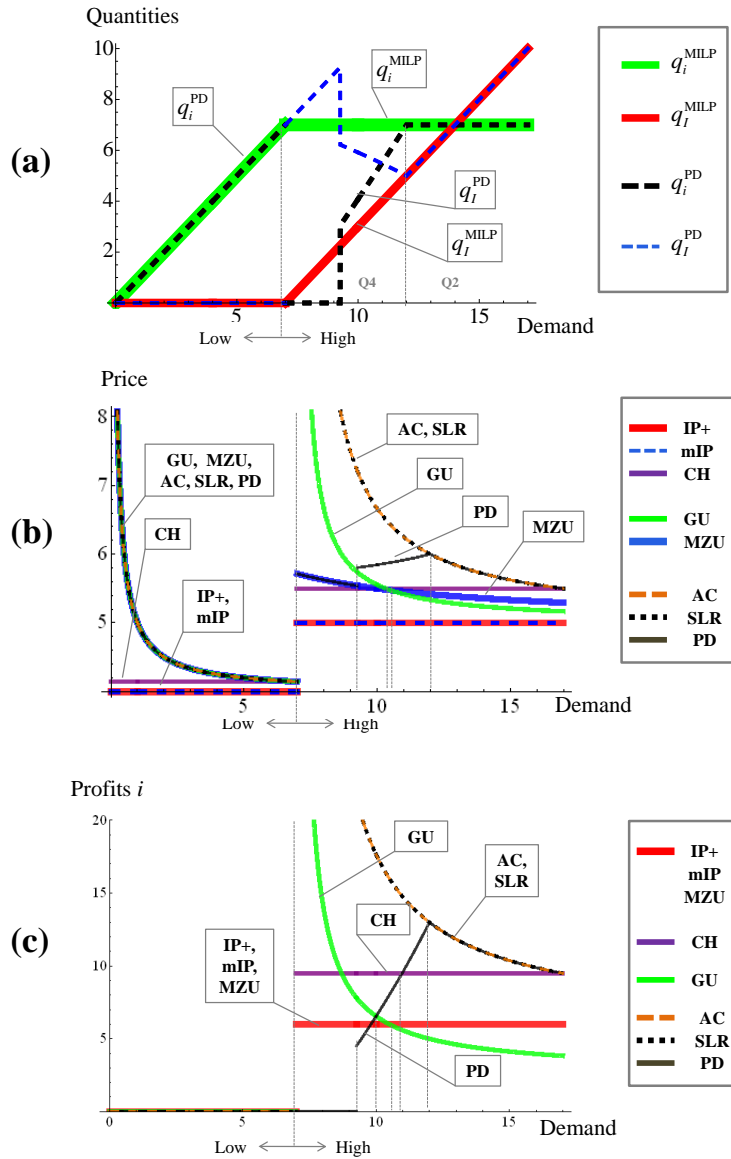 Quantities
10
8
6
4
2
5
10
15
Demand
Low
High
Q4
Q2
(a)
q_i^PD
q_i^MILP
q_I^PD
q_I^MILP
q_i^MILP
q_I^MILP
q_i^PD
q_I^PD
Price
8
7
6
5
5
10
15
Demand
Low
High
(b)
GU, MZU,
AC, SLR, PD
CH
IP+,
mIP
AC, SLR
GU
PD
MZU
IP+
mIP
CH
GU
MZU
AC
SLR
PD
Profits i
20
15
10
5
0
5
10
15
Demand
Low
High
(c)
GU
AC,
SLR
CH
IP+,
mIP,
MZU
PD
IP+
mIP
MZU
CH
GU
AC
SLR
PD